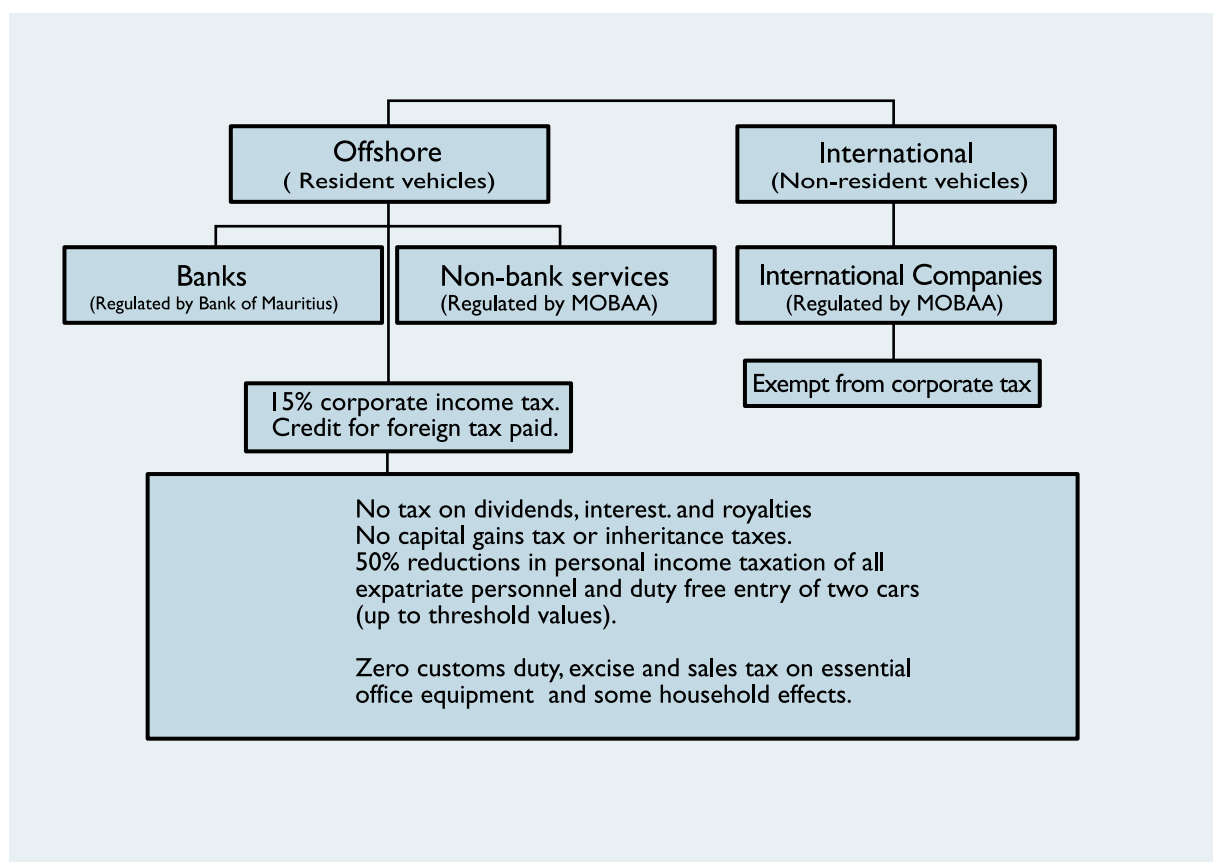 Offshore
( Resident vehicles)
International
(Non-resident vehicles)
Banks
(Regulated by Bank of Mauritius)
Non-bank services
(Regulated by MOBAA)
International Companies
(Regulated by MOBAA)
Exempt from corporate tax
15% corporate income tax.
Credit for foreign tax paid.
No tax on dividends, interest. and royalties
No capital gains tax or inheritance taxes.
50% reductions in personal income taxation of all
expatriate personnel and duty free entry of two cars
(up to threshold values).
Zero customs duty, excise and sales tax on essential
office equipment and some household effects.